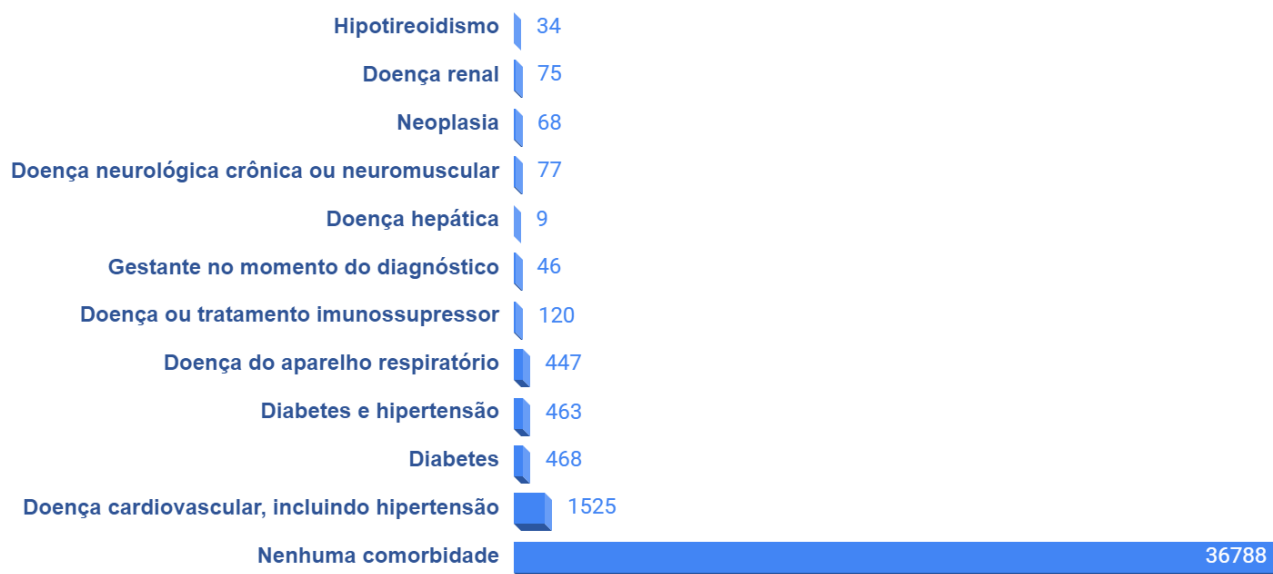 Hipotireoidismo 34
Doença renal 75
Neoplasia 68
Doença neurológica crônica ou neuromuscular 77
Doença hepática 9
Gestante no momento do diagnóstico 46
Doença ou tratamento imunossupressor 120
Doença do aparelho respiratório 447
Diabetes e hipertensão 463
Diabetes 468
Doença cardiovascular, incluindo hipertensão 1525
Nenhuma comorbidade 36788